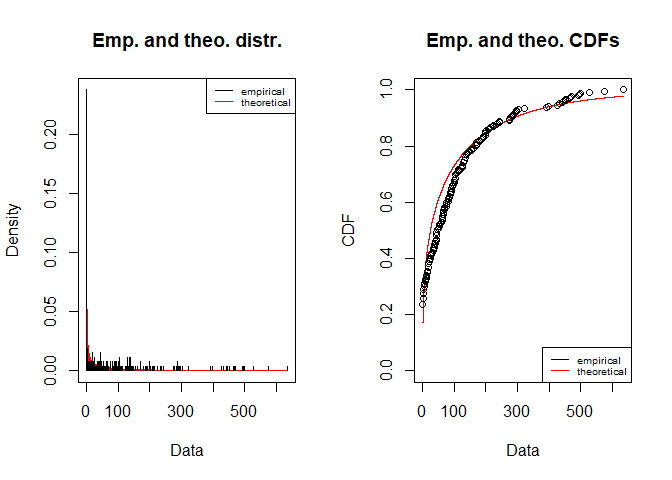 Emp. and theo. distr.
empirical
theoretical
Density
0.00
0.05
0.10
0.15
0.20
0
100
300
500
Data
Emp. and theo. CDFs
CDF
0.0
0.2
0.4
0.6
0.8
1.0
empirical
theoretical
0
100
300
500
Data